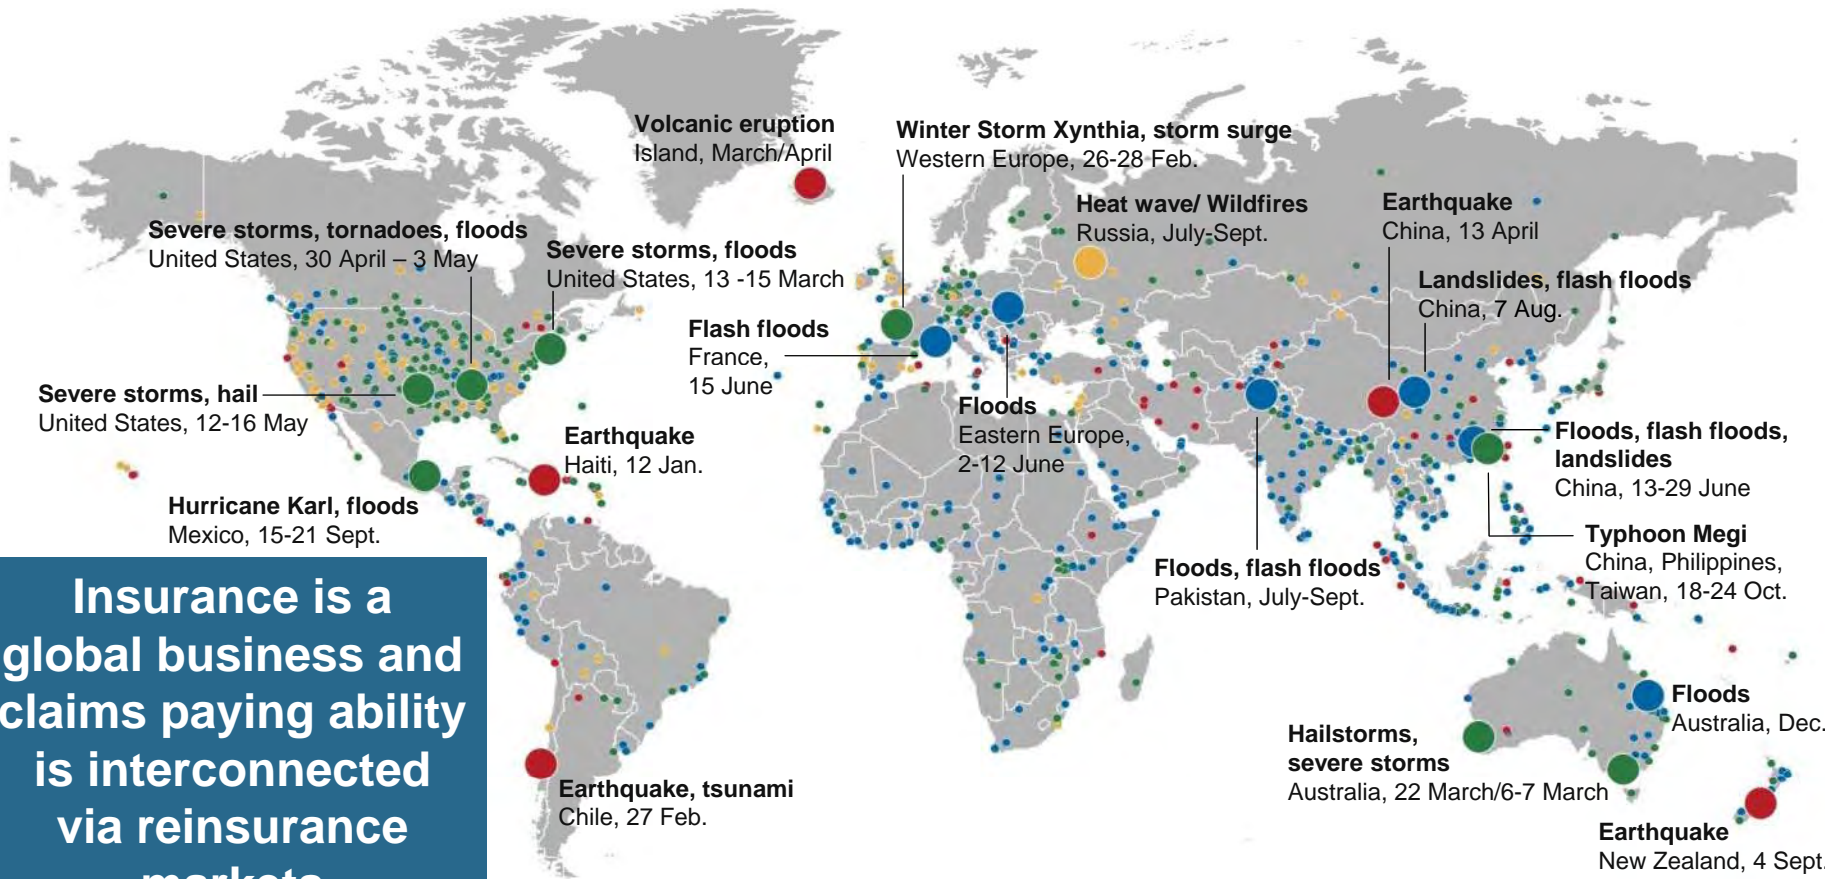 Volcanic eruption
Island, March/April
Winter Storm Xynthia, storm surge
Western Europe, 26-28 Feb.
Heat wave/ Wildfires
Russia, July-Sept.
Earthquake
China, 13 April
Severe storms, tornadoes, floods
United States, 30 April – 3 May
Severe storms, floods
United States, 13 -15 March
Landslides, flash floods
China, 7 Aug.
Flash floods
France,
15 June
Severe storms, hail
United States, 12-16 May
Floods
Eastern Europe,
2-12 June
Earthquake
Haiti, 12 Jan.
Floods, flash floods,
landslides
China, 13-29 June
Hurricane Karl, floods
Mexico, 15-21 Sept.
Typhoon Megi
China, Philippines,
Taiwan, 18-24 Oct.
Floods, flash floods
Pakistan, July-Sept.
Insurance is a
global business and
claims paying ability
is interconnected
via reinsurance
markets
Floods
Australia, Dec.
Hailstorms,
severe storms
Australia, 22 March/6-7 March
Earthquake, tsunami
Chile, 27 Feb.
Earthquake
New Zealand, 4 Sept.